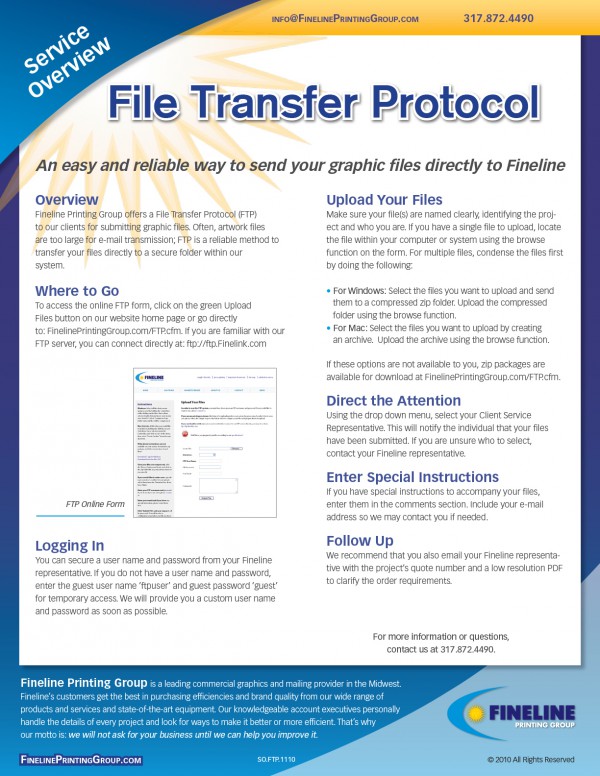 INFO@FINELINEPRINTINGGROUP.COM 317.872.4490
Service
Overview
File Transfer Protocol
An easy and reliable way to send your graphic files directly to Fineline
Overview
Fineline Printing Group offers a File Transfer Protocol (FTP)
to our clients for submitting graphic files. Often, artwork files
are too large for e-mail transmission; FTP is a reliable method to
transfer your files directly to a secure folder within our
system.
Where to Go
To access the online FTP form, click on the green Upload
Files button on our website home page or go directly
to: FinelinePrintingGroup.com/FTP.cfm. If you are familiar with our
FTP server, you can connect directly at: ftp://ftp.Finelink.com
FINELINE
Upload Your Files
FTP Online Form
Logging In
You can secure a user name and password from your Fineline
representative. If you do not have a user name and password,
enter the guest user name ‘ftpuser’ and guest password ‘guest’
for temporary access. We will provide you a custom user name
and password as soon as possible.
Upload Your Files
Make sure your file(s) are named clearly, identifying the proj-
ect and who you are. If you have a single file to upload, locate
the file within your computer or system using the browse
function on the form. For multiple files, condense the files first
by doing the following:
• For Windows: Select the files you want to upload and send
them to a compressed zip folder. Upload the compressed
folder using the browse function.
• For Mac: Select the files you want to upload by creating
an archive. Upload the archive using the browse function.
If these options are not available to you, zip packages are
available for download at FinelinePrintingGroup.com/FTP.cfm.
Direct the Attention
Using the drop down menu, select your Client Service
Representative. This will notify the individual that your files
have been submitted. If you are unsure who to select,
contact your Fineline representative.
Enter Special Instructions
If you have special instructions to accompany your files,
enter them in the comments section. Include your e-mail
address so we may contact you if needed.
Follow Up
We recommend that you also email your Fineline representa-
tive with the project's quote number and a low resolution PDF
to clarify the order requirements.
For more information or questions,
contact us at 317.872.4490.
Fineline Printing Group is a leading commercial graphics and mailing provider in the Midwest.
Fineline's customers get the best in purchasing efficiencies and brand quality from our wide range of
products and services and state-of-the-art equipment. Our knowledgeable account executives personally
handle the details of every project and look for ways to make it better or more efficient. That's why
our motto is: we will not ask for your business until we can help you improve it.
FINELINE
PRINTING GROUP
FINELINEPRINTINGGROUP.COM SO.FTP.1110 © 2010 All Rights Reserved